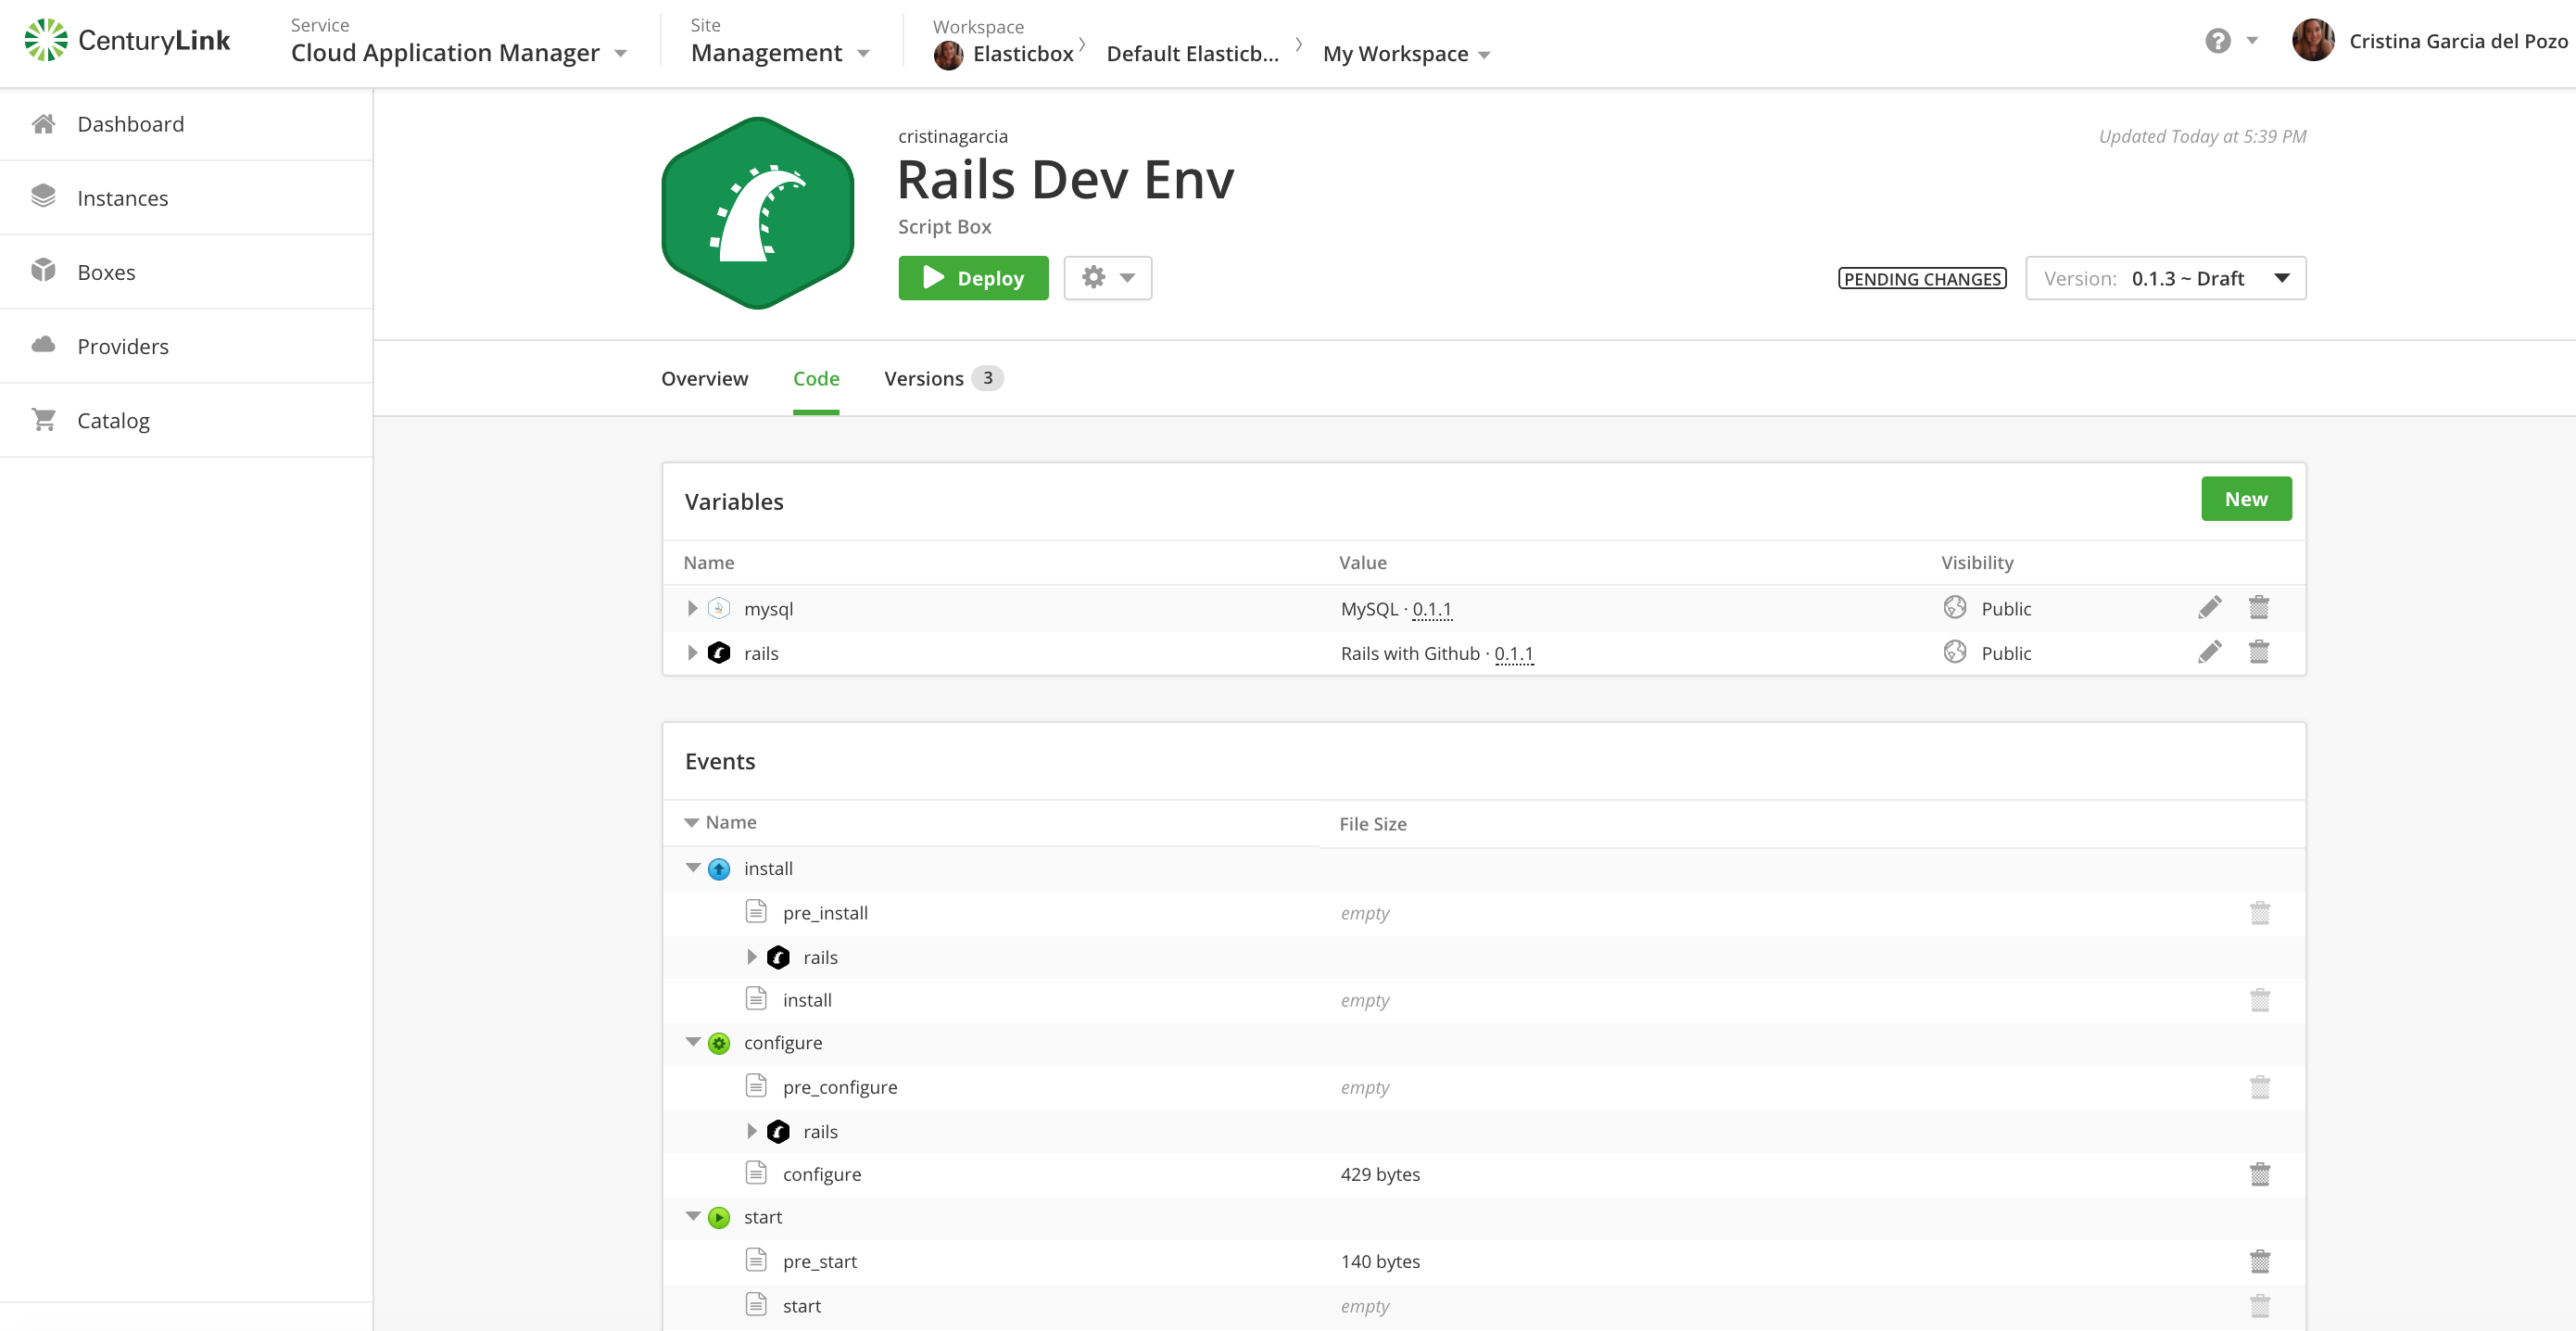 CenturyLink
Service
Cloud Application Manager
Site
Management
Workspace
Elasticbox
Default Elasticb...
My Workspace
?
Cristina Garcia del Pozo
Dashboard
Instances
Boxes
Providers
Catalog
cristinagarcia
Updated Today at 5:39 PM
Rails Dev Env
Script Box
Deploy
PENDING CHANGES
Version: 0.1.3 ~ Draft
Overview
Code
Versions 3
Variables
New
Name Value Visibility
mysql MySQL · 0.1.1 Public
rails Rails with Github · 0.1.1 Public
Events
Name File Size
install
pre_install empty
rails
install empty
configure
pre_configure empty
rails
configure 429 bytes
start
pre_start 140 bytes
start empty